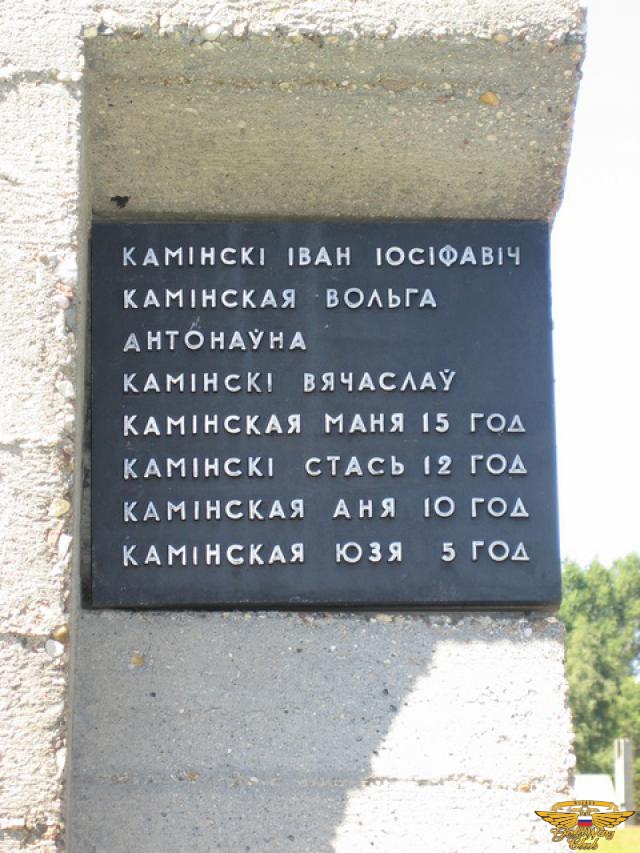 КАМІНСКІ ІВАН ІОСІФАВІЧ
КАМІНСКАЯ ВОЛЬГА
АНТОНАЎНА
КАМІНСКІ ВЯЧАСЛАЎ
КАМІНСКАЯ МАНЯ 15 ГОД
КАМІНСКІ СТАСЬ 12 ГОД
КАМІНСКАЯ АНЯ 10 ГОД
КАМІНСКАЯ ЮЗЯ 5 ГОД
Club